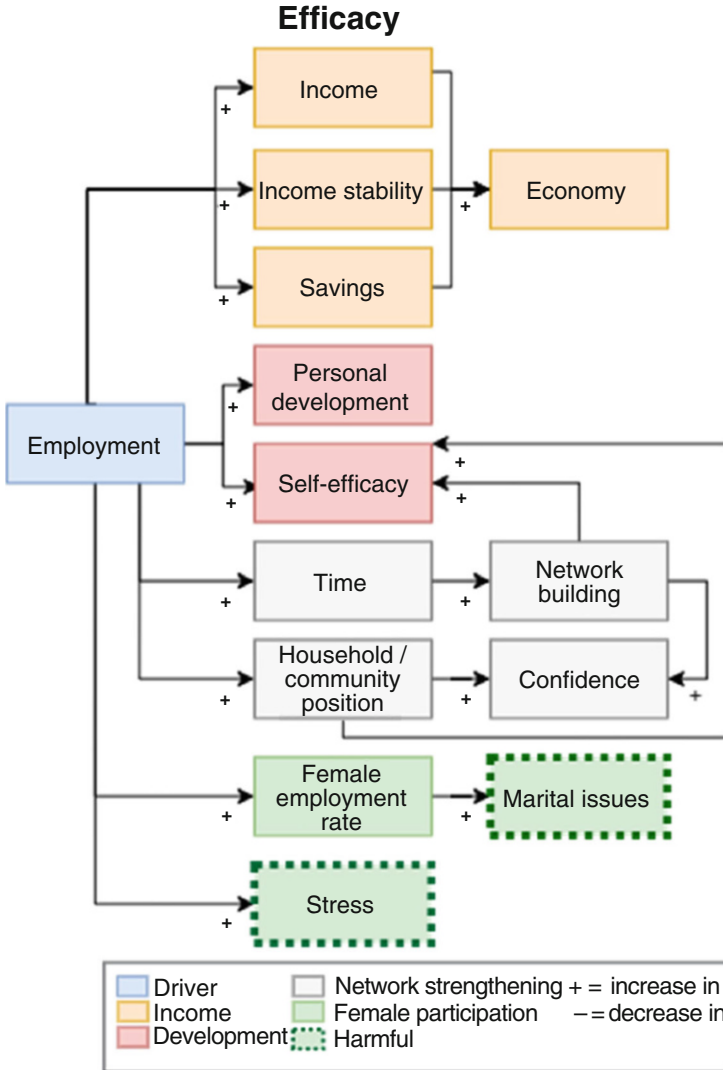 Efficacy
Income
+
Income stability
+
Economy
+
Savings
+
Personal
development
+
Employment
Self-efficacy
+
+
+
Time
+
Network
building
+
Household /
community
position
+
Confidence
+
+
Female
employment
rate
+
Marital issues
+
Stress
+
Driver
Network strengthening + = increase in
Income
Female participation – = decrease in
Development
Harmful